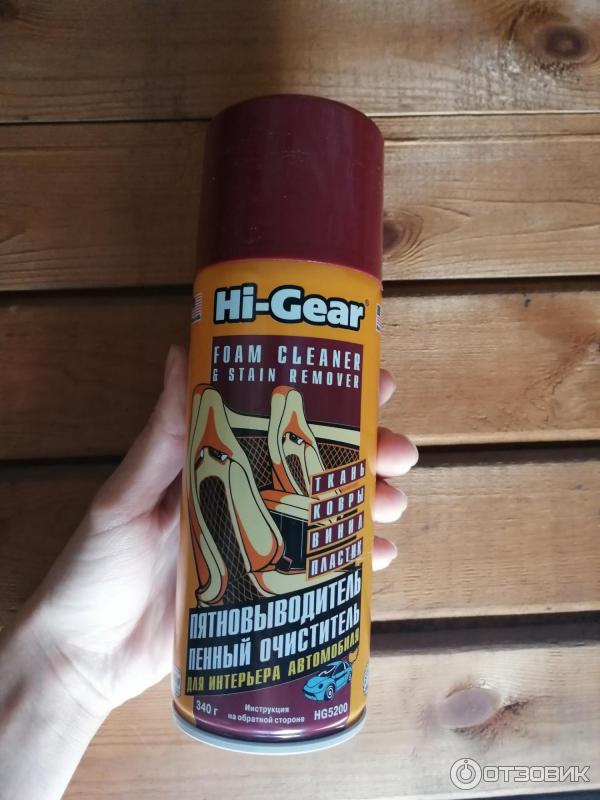 Hi-Gear®
FOAM CLEANER
& STAIN REMOVER
ТКАНЬ
КОВРЫ
ВИНИЛ
ПЛАСТИК
ПЯТНОВЫВОДИТЕЛЬ
ПЕННЫЙ ОЧИСТИТЕЛЬ
ДЛЯ ИНТЕРЬЕРА АВТОМОБИЛЯ
340 г
Инструкция
на обратной стороне
HG5200
ОТЗОВИК